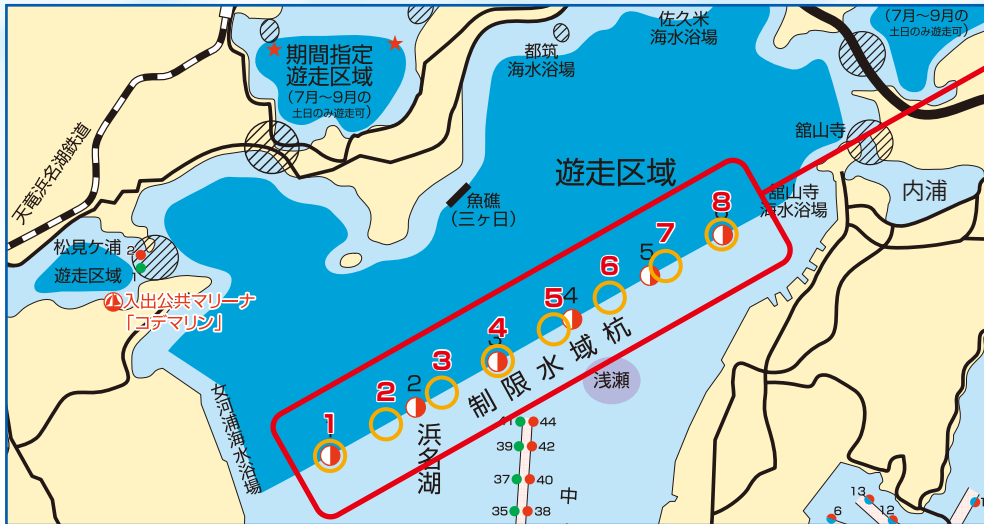 期間指定
遊走区域
(7月〜9月の
土日のみ遊走可)
都筑
海水浴場
佐久米
海水浴場
(7月〜9月の
土日のみ遊走可)
天竜浜名湖鉄道
舘山寺
遊走区域
魚礁
(三ヶ日)
舘山寺
海水浴場
内浦
松見ケ浦
遊走区域
2
1
入出公共マリーナ
「コデマリン」
8
7
5
6
5
4
4
3
2
2
1
制限水域杭
浅瀬
女河浦海水浴場
浜名湖
41
44
39
42
37
40
35
38
中
6
13
12